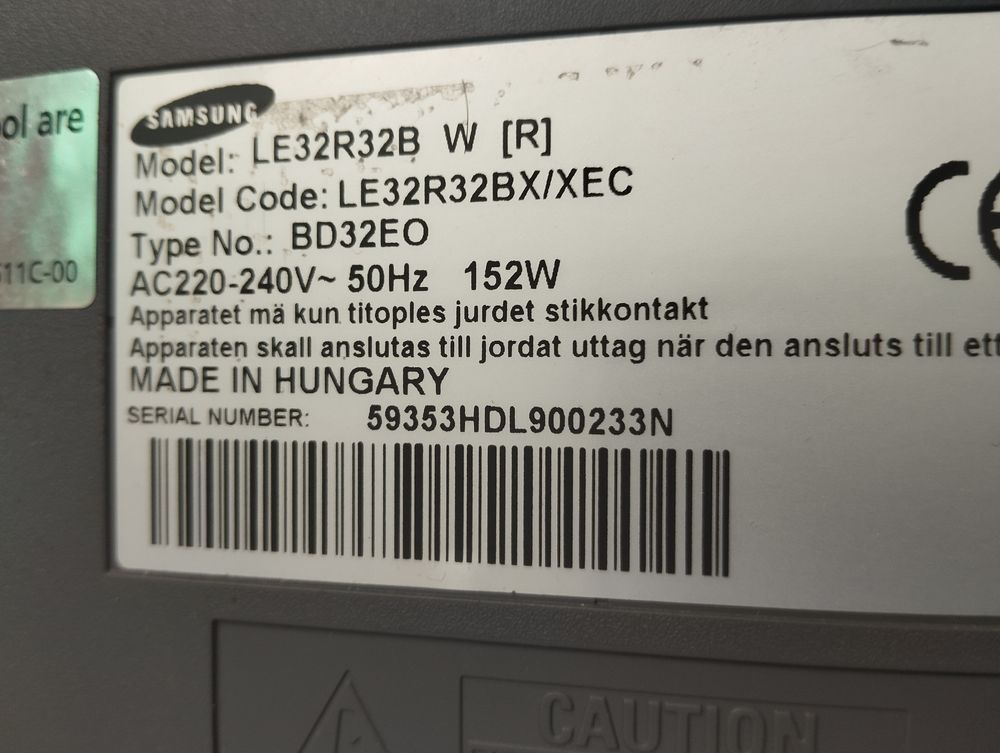 ol are
11C-00
SAMSUNG
Model: LE32R32B W [R]
Model Code: LE32R32BX/XEC
Type No.: BD32EO
AC220-240V~ 50Hz 152W
Apparatet mä kun titoples jurdet stikkontakt
Apparaten skall anslutas till jordat uttag när den ansluts till ett
MADE IN HUNGARY
SERIAL NUMBER: 59353HDL900233N
CE
CAUTION